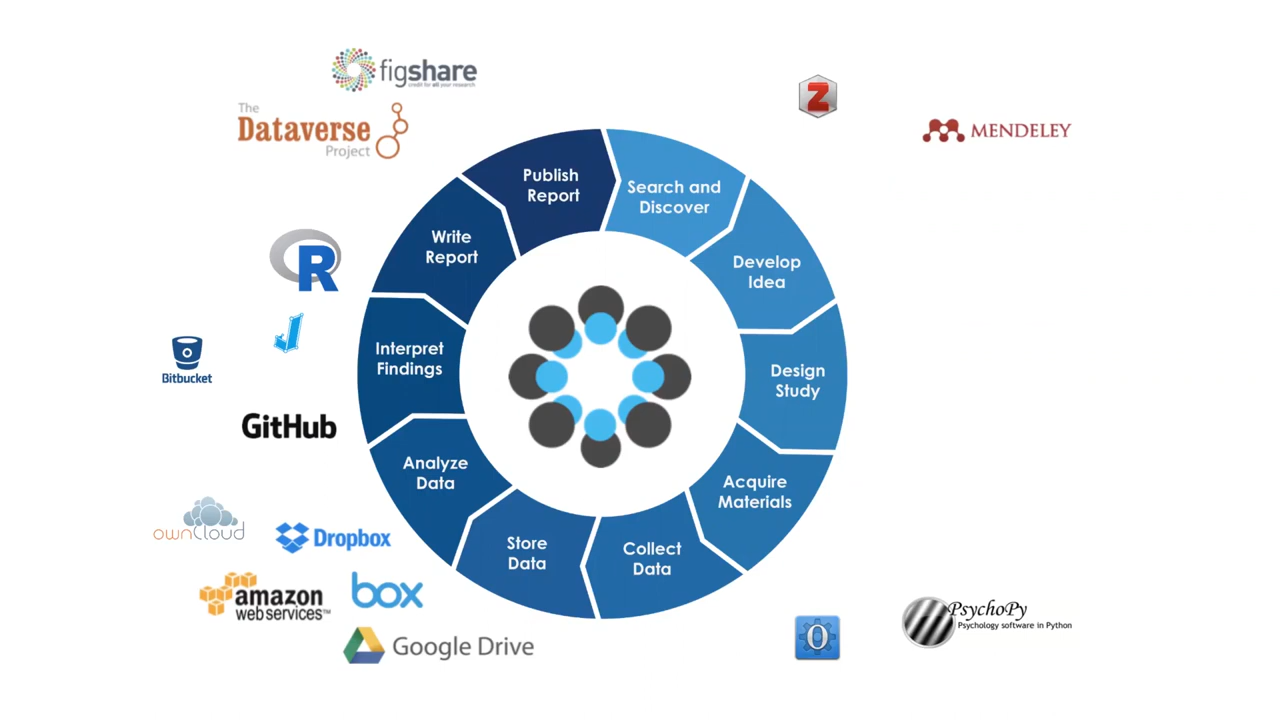 figshare
credit for all your research
The
Dataverse
Project
Z
MENDELEY
Publish
Report
Search and
Discover
Write
Report
Develop
Idea
R
Interpret
Findings
Design
Study
Bitbucket
GitHub
Analyze
Data
Acquire
Materials
ownCloud
Dropbox
Store
Data
Collect
Data
amazon
web services™
box
Google Drive
O
PsychoPy
Psychology software in Python